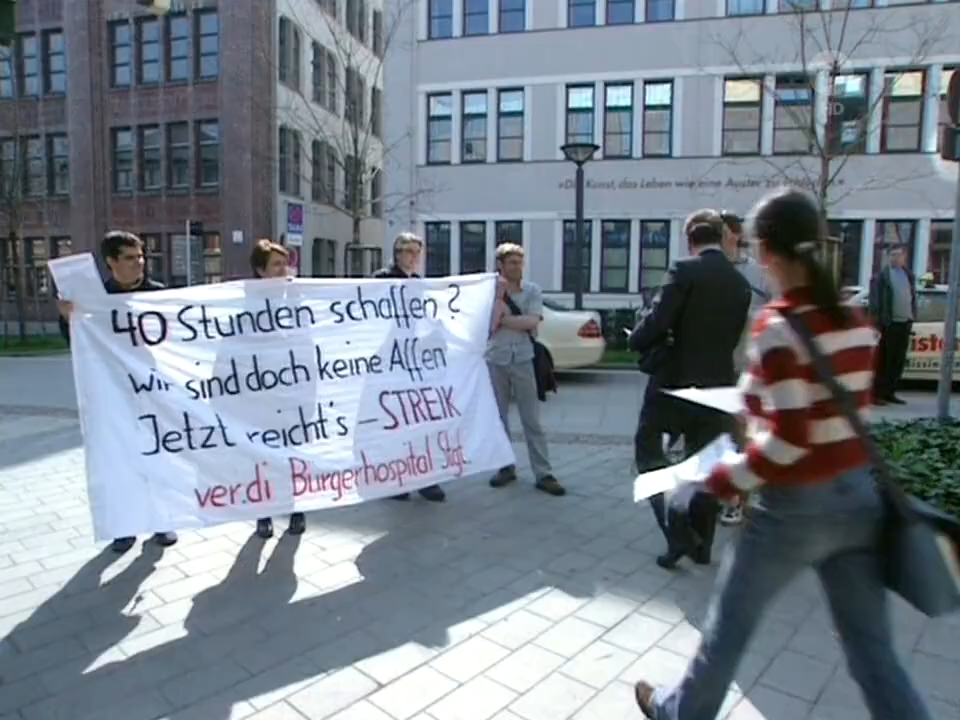 »Die Kunst, das Leben wie eine Auster zu
40 Stunden schaffen?
wir sind doch keine Affen
Jetzt reicht's – STREIK
ver.di Bürgerhospital Stgt.